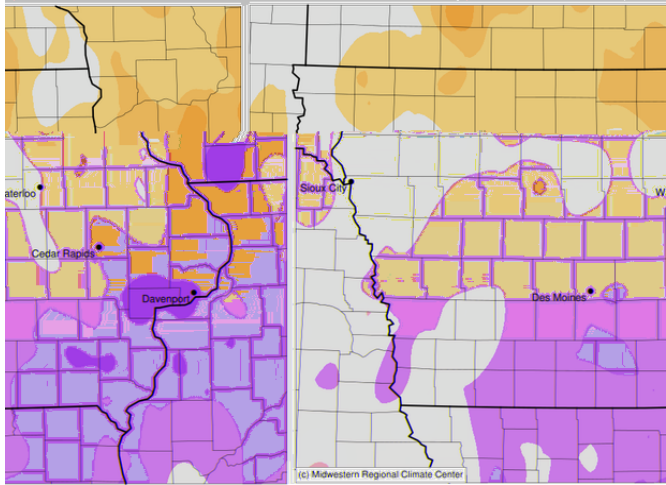 Sioux City
aterloo
W
Cedar Rapids
Davenport
Des Moines
(c) Midwestern Regional Climate Center